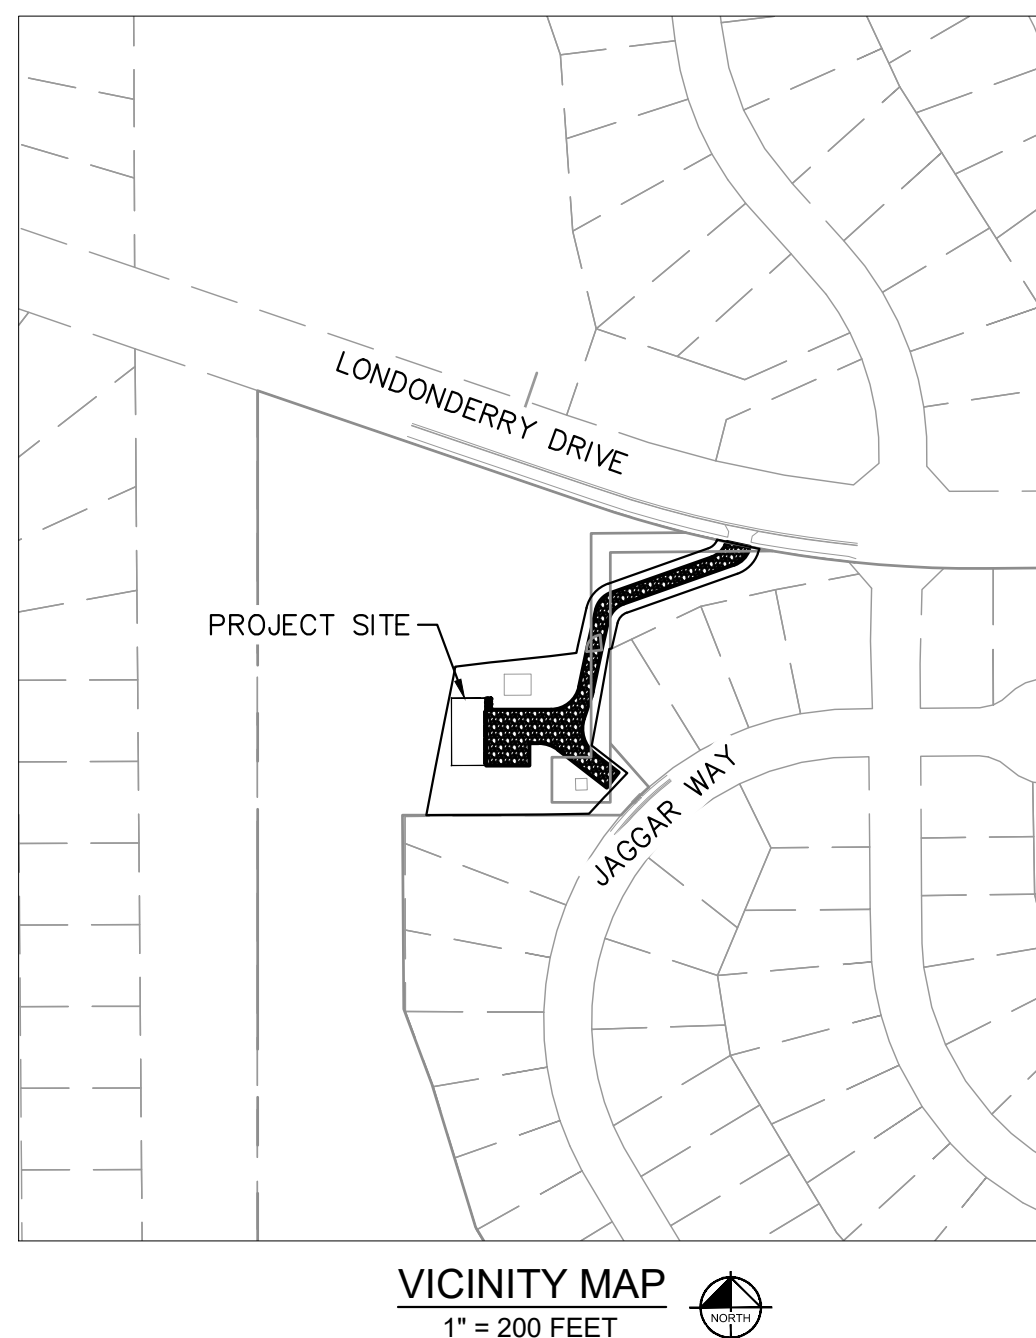 LONDONDERRY DRIVE
PROJECT SITE
JAGGAR WAY
VICINITY MAP
1" = 200 FEET
NORTH